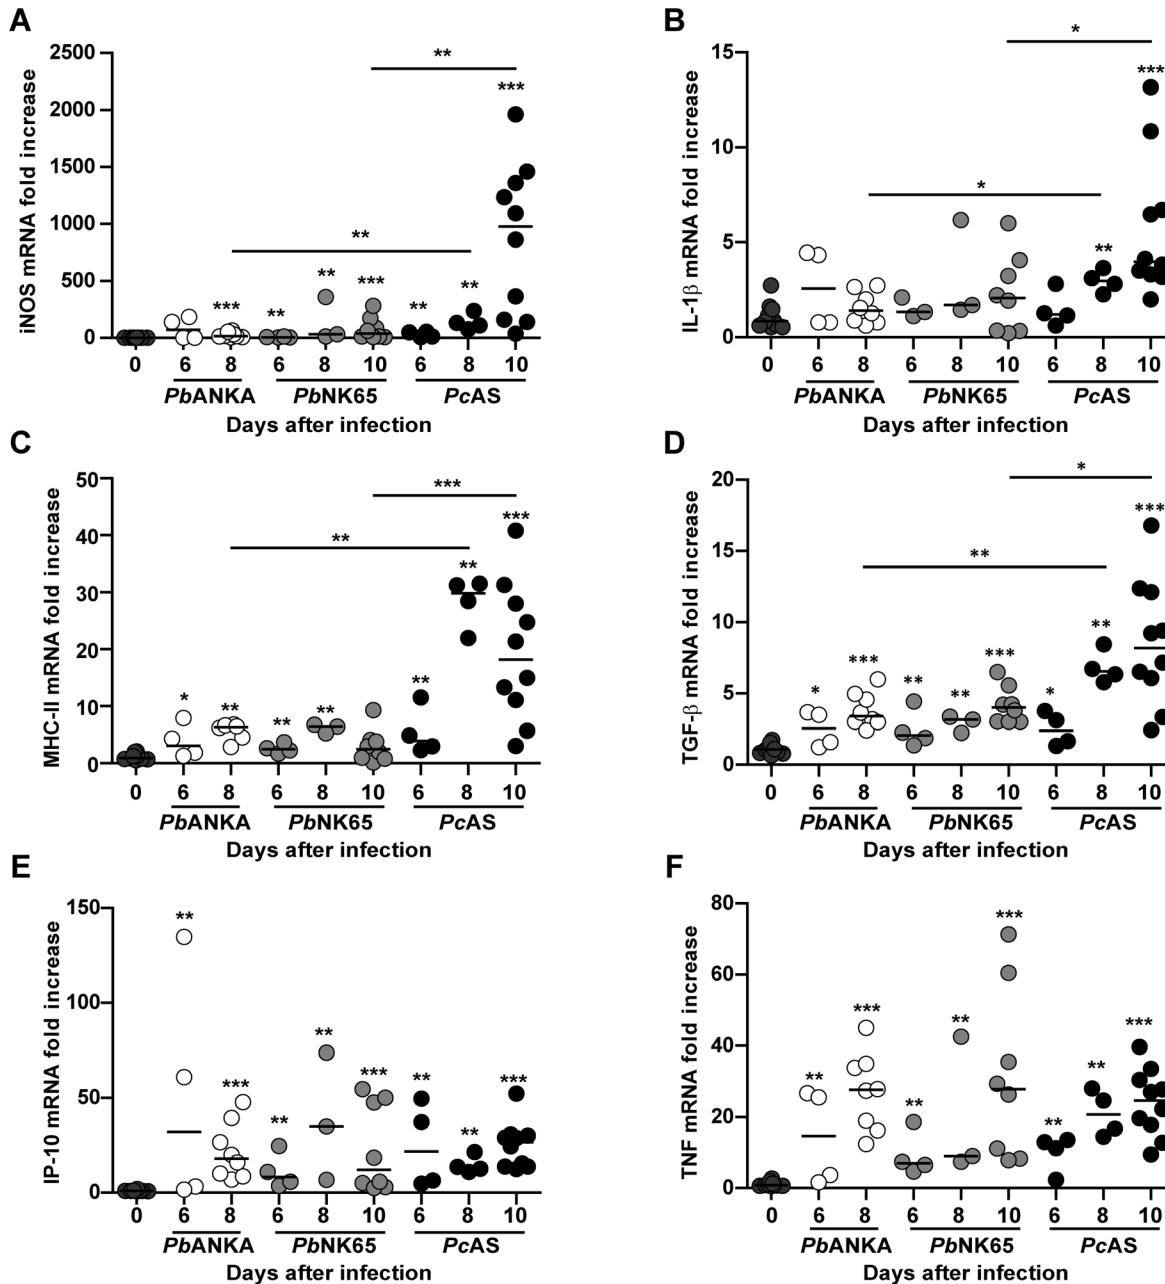 A
iNOS mRNA fold increase
2500
2000
1500
1000
500
0
** ***
** *** ** *** ** ** **
0 6 8 6 8 10 6 8 10
PbANKA PbNK65 PcAS
Days after infection
B
IL-1β mRNA fold increase
15
10
5
0
* ***
* **
0 6 8 6 8 10 6 8 10
PbANKA PbNK65 PcAS
Days after infection
C
MHC-II mRNA fold increase
50
40
30
20
10
0
*** ***
** **
* ** ** ** **
0 6 8 6 8 10 6 8 10
PbANKA PbNK65 PcAS
Days after infection
D
TGF-β mRNA fold increase
20
15
10
5
0
* ***
** **
* *** ** ** *** *
0 6 8 6 8 10 6 8 10
PbANKA PbNK65 PcAS
Days after infection
E
IP-10 mRNA fold increase
150
100
50
0
** *** ** ** *** ** ** ***
0 6 8 6 8 10 6 8 10
PbANKA PbNK65 PcAS
Days after infection
F
TNF mRNA fold increase
80
60
40
20
0
** *** ** ** *** ** ** ***
0 6 8 6 8 10 6 8 10
PbANKA PbNK65 PcAS
Days after infection